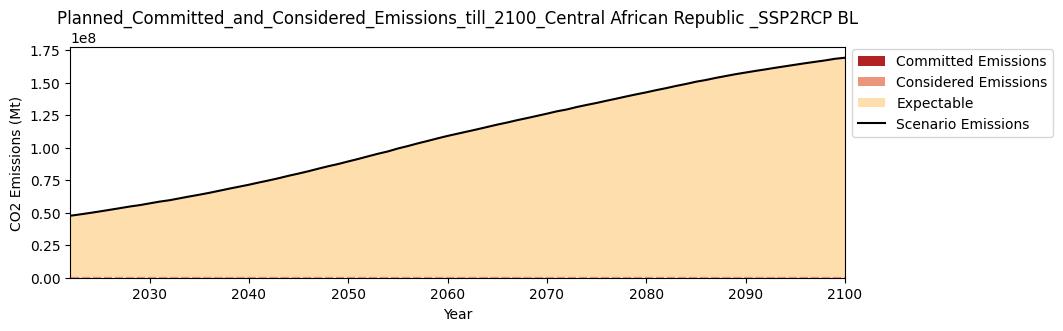 Planned_Committed_and_Considered_Emissions_till_2100_Central African Republic _SSP2RCP BL
1e8
1.75
1.50
1.25
1.00
0.75
0.50
0.25
0.00
CO2 Emissions (Mt)
2030
2040
2050
2060
2070
2080
2090
2100
Year
Committed Emissions
Considered Emissions
Expectable
Scenario Emissions